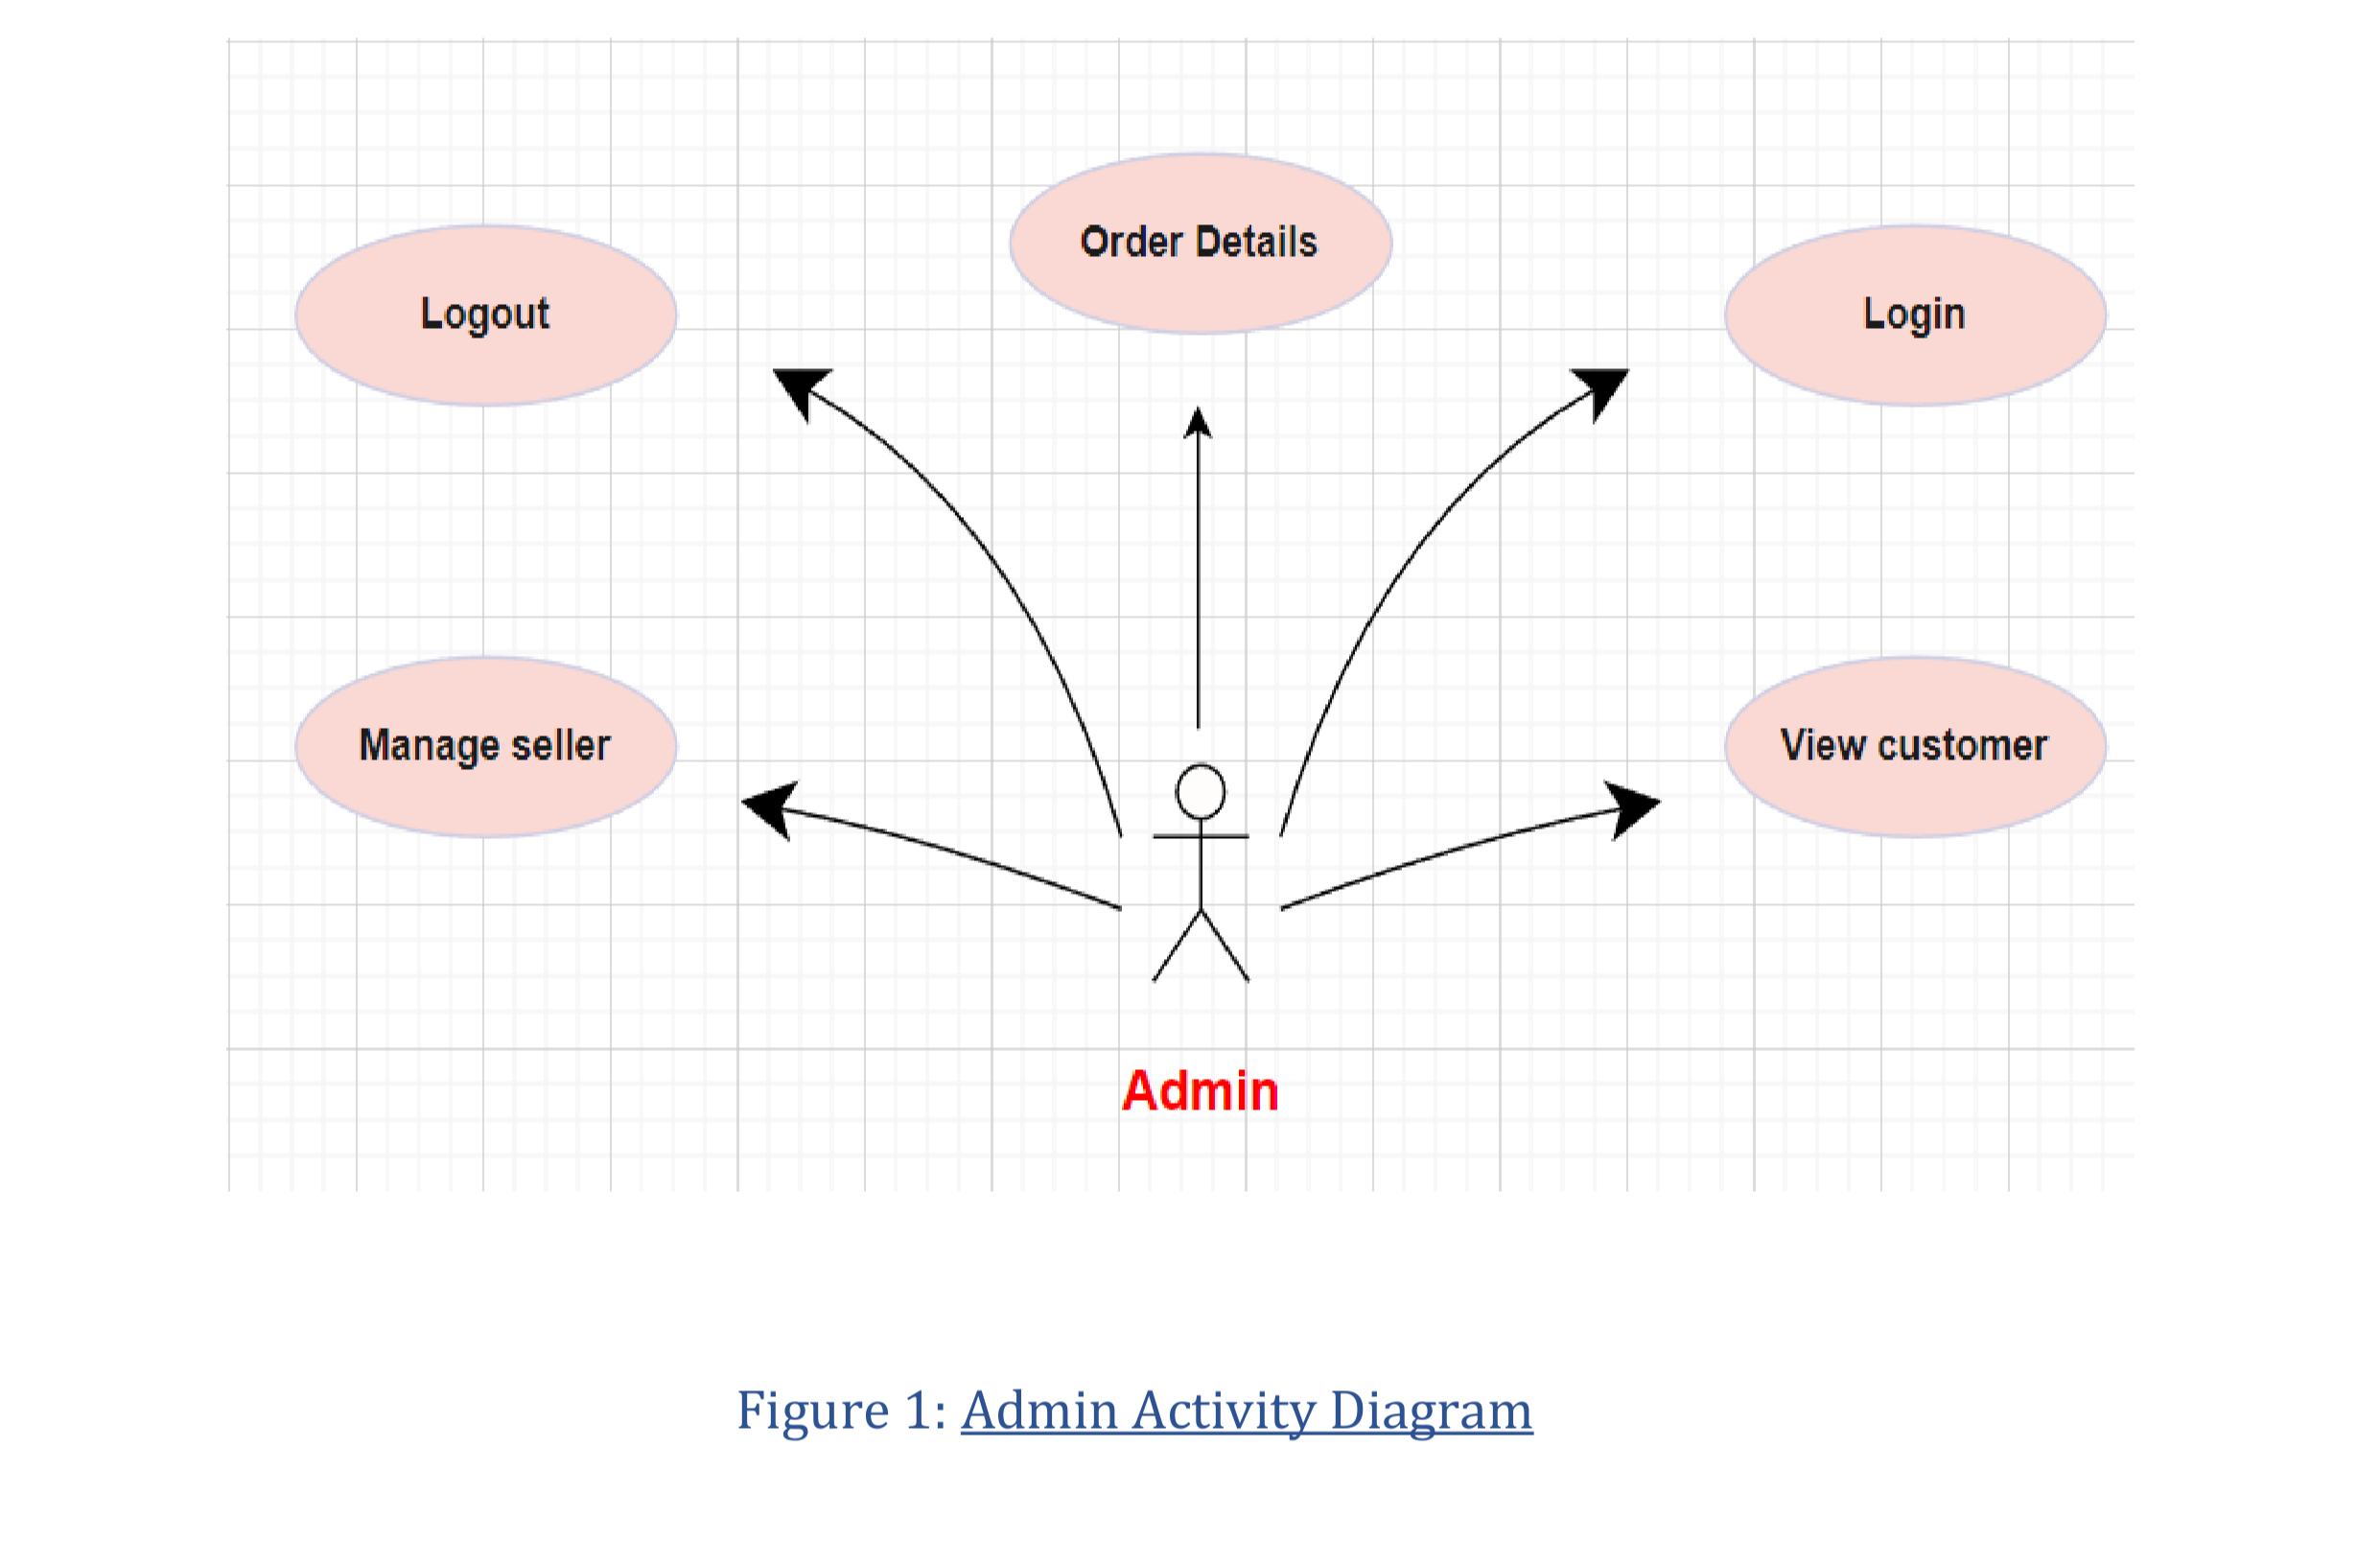 Order Details
Logout
Login
Manage seller
View customer
Admin
Figure 1: Admin Activity Diagram